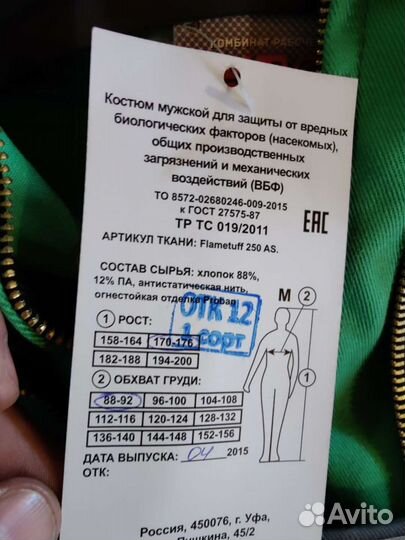 КОМБИНАТ РАБОЧЕ
Костюм мужской для защиты от вредных
биологических факторов (насекомых),
общих производственных
загрязнений и механических
воздействий (ВБФ)
ТО 8572-02680246-009-2015
к ГОСТ 27575-87
ТР ТС 019/2011
EAC
АРТИКУЛ ТКАНИ: Flametuff 250 AS.
СОСТАВ СЫРЬЯ: хлопок 88%,
12% ПА, антистатическая нить,
огнестойкая отделка Proban
ОТК 12
1 сорт
1 РОСТ:
158-164 170-176
182-188 194-200
2 ОБХВАТ ГРУДИ:
88-92 96-100 104-108
112-116 120-124 128-132
136-140 144-148 152-156
М 2
1
ДАТА ВЫПУСКА: 04 2015
ОТК:
Россия, 450076, г. Уфа,
Пушкина, 45/2
Avito